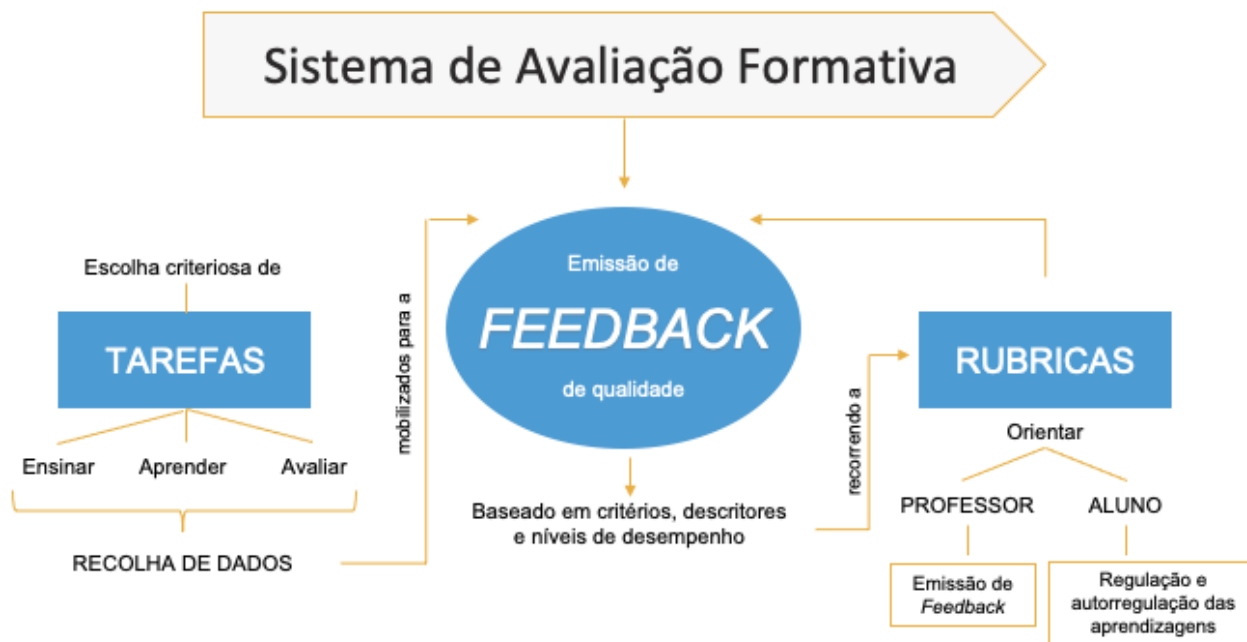 Sistema de Avaliação Formativa
Escolha criteriosa de
TAREFAS
Ensinar Aprender Avaliar
RECOLHA DE DADOS
mobilizados para a
Emissão de
FEEDBACK
de qualidade
Baseado em critérios, descritores
e níveis de desempenho
recorrendo a
RUBRICAS
Orientar
PROFESSOR ALUNO
Emissão de
Feedback
Regulação e
autorregulação das
aprendizagens